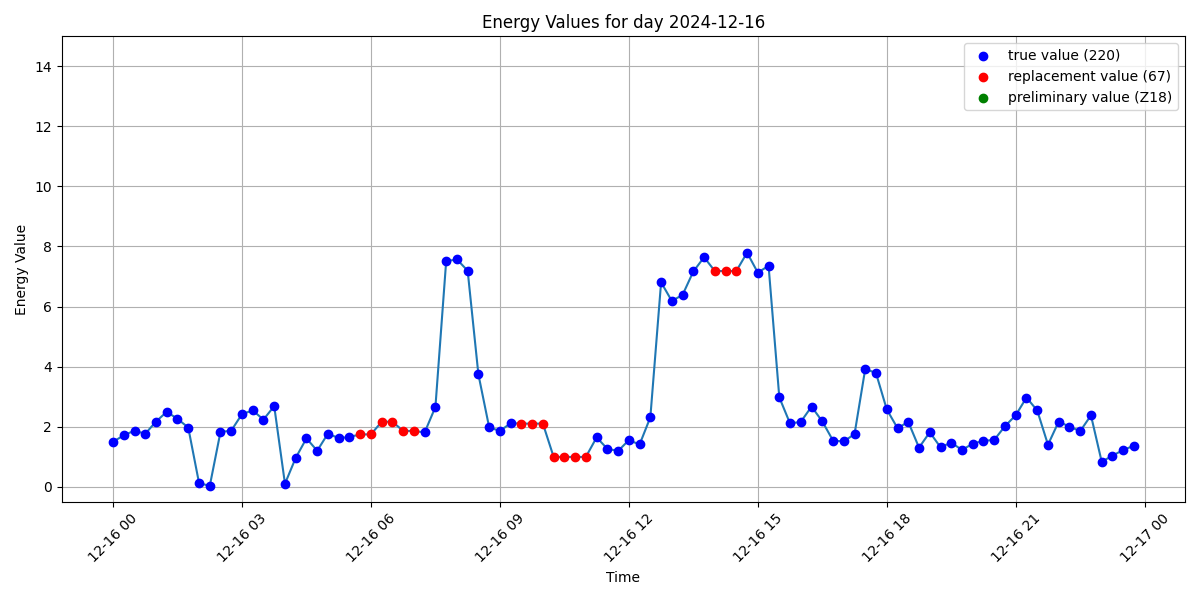 Energy Values for day 2024-12-16
true value (220)
replacement value (67)
preliminary value (Z18)
Energy Value
14
12
10
8
6
4
2
0
12-16 00
12-16 03
12-16 06
12-16 09
12-16 12
12-16 15
12-16 18
12-16 21
12-17 00
Time